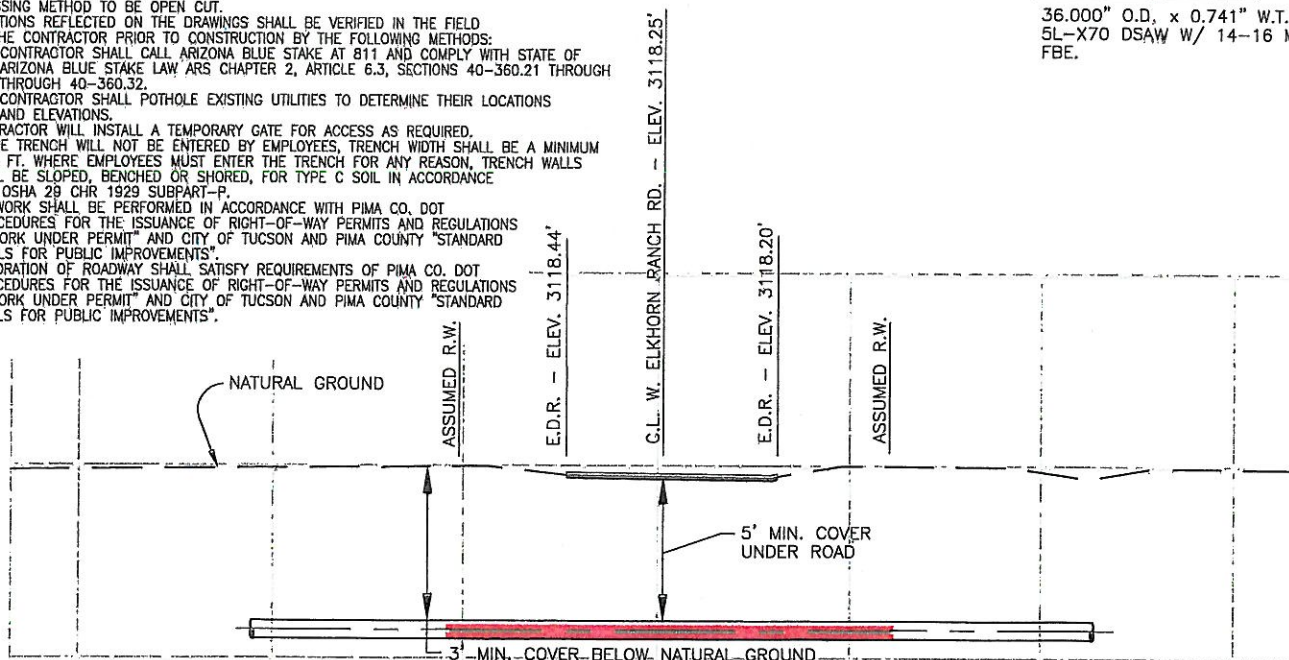 SSING METHOD TO BE OPEN CUT.
TIONS REFLECTED ON THE DRAWINGS SHALL BE VERIFIED IN THE FIELD
HE CONTRACTOR PRIOR TO CONSTRUCTION BY THE FOLLOWING METHODS:
CONTRACTOR SHALL CALL ARIZONA BLUE STAKE AT 811 AND COMPLY WITH STATE OF
ARIZONA BLUE STAKE LAW ARS CHAPTER 2, ARTICLE 6.3, SECTIONS 40-360.21 THROUGH
THROUGH 40-360.32.
CONTRACTOR SHALL POTHOLE EXISTING UTILITIES TO DETERMINE THEIR LOCATIONS
AND ELEVATIONS.
RACTOR WILL INSTALL A TEMPORARY GATE FOR ACCESS AS REQUIRED.
E TRENCH WILL NOT BE ENTERED BY EMPLOYEES, TRENCH WIDTH SHALL BE A MINIMUM
FT. WHERE EMPLOYEES MUST ENTER THE TRENCH FOR ANY REASON, TRENCH WALLS
L BE SLOPED, BENCHED OR SHORED, FOR TYPE C SOIL IN ACCORDANCE
OSHA 29 CHR 1929 SUBPART-P.
WORK SHALL BE PERFORMED IN ACCORDANCE WITH PIMA CO. DOT
CEDURES FOR THE ISSUANCE OF RIGHT-OF-WAY PERMITS AND REGULATIONS
ORK UNDER PERMIT" AND CITY OF TUCSON AND PIMA COUNTY "STANDARD
LS FOR PUBLIC IMPROVEMENTS".
ORATION OF ROADWAY SHALL SATISFY REQUIREMENTS OF PIMA CO. DOT
CEDURES FOR THE ISSUANCE OF RIGHT-OF-WAY PERMITS AND REGULATIONS
ORK UNDER PERMIT" AND CITY OF TUCSON AND PIMA COUNTY "STANDARD
LS FOR PUBLIC IMPROVEMENTS".
36.000" O.D. x 0.741" W.T.
5L-X70 DSAW W/ 14-16 M
FBE.
NATURAL GROUND
ASSUMED R.W.
E.D.R. - ELEV. 3118.44'
C.L. W. ELKHORN RANCH RD. - ELEV. 3118.25'
E.D.R. - ELEV. 3118.20'
ASSUMED R.W.
5' MIN. COVER
UNDER ROAD
3' MIN. COVER BELOW NATURAL GROUND